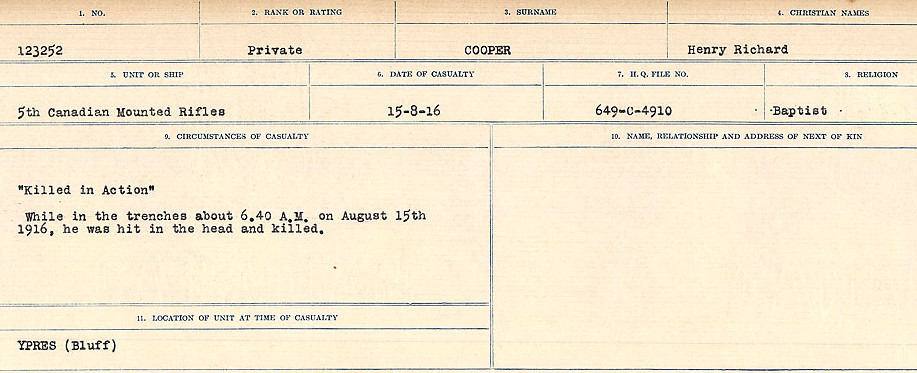 1. NO.
2. RANK OR RATING
3. SURNAME
4. CHRISTIAN NAMES
123252
Private
COOPER
Henry Richard
5. UNIT OR SHIP
6. DATE OF CASUALTY
7. H. Q. FILE NO.
8. RELIGION
5th Canadian Mounted Rifles
15-8-16
649-C-4910
Baptist
9. CIRCUMSTANCES OF CASUALTY
10. NAME, RELATIONSHIP AND ADDRESS OF NEXT OF KIN
"Killed in Action"
While in the trenches about 6.40 A.M. on August 15th
1916, he was hit in the head and killed.
11. LOCATION OF UNIT AT TIME OF CASUALTY
YPRES (Bluff)